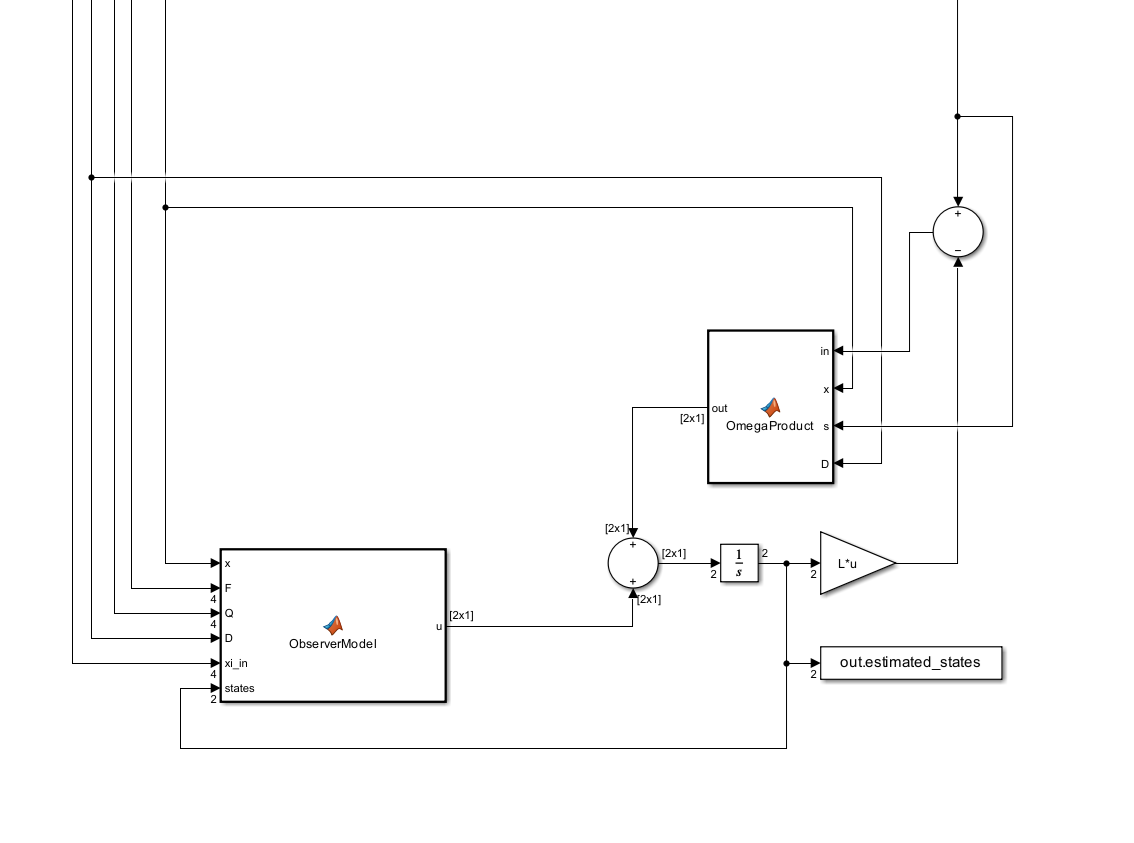 +
−
in
x
out
[2x1]
OmegaProduct
s
D
[2x1]
+
+
[2x1]
[2x1]
2
1
s
2
2
L*u
x
F
4
Q
4
D
xi_in
4
states
2
ObserverModel
u
[2x1]
out.estimated_states
2